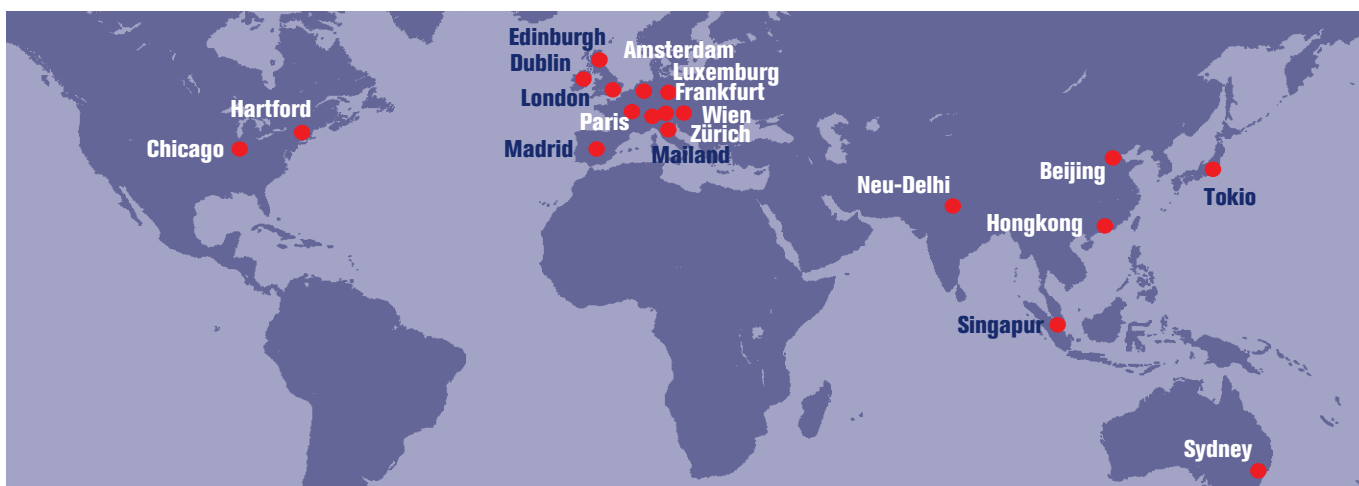 Edinburgh
Amsterdam
Dublin
Luxemburg
London
Frankfurt
Hartford
Paris
Wien
Zürich
Chicago
Madrid
Mailand
Beijing
Neu-Delhi
Tokio
Hongkong
Singapur
Sydney